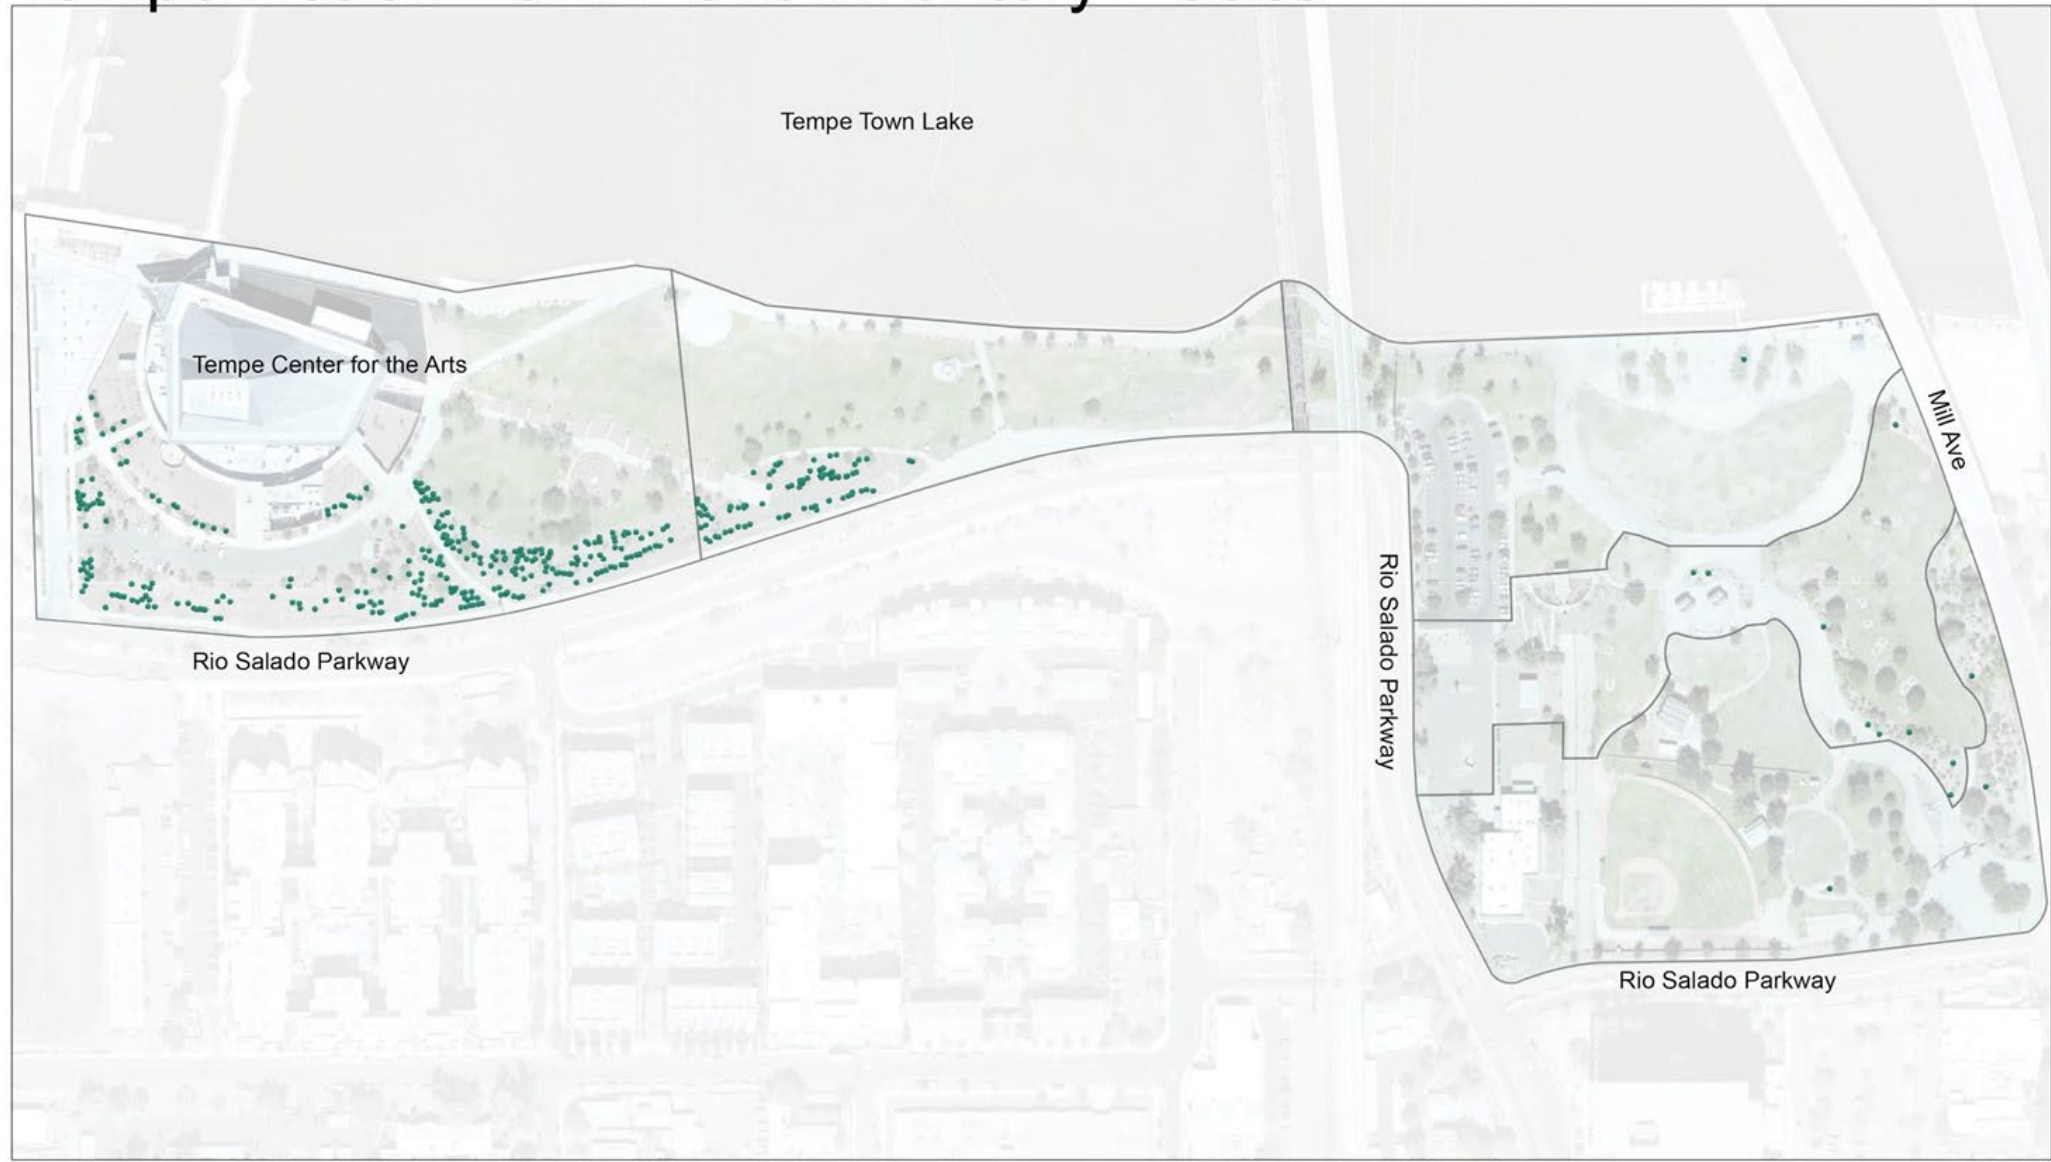 Tempe Town Lake
Tempe Center for the Arts
Mill Ave
Rio Salado Parkway
Rio Salado Parkway
Rio Salado Parkway